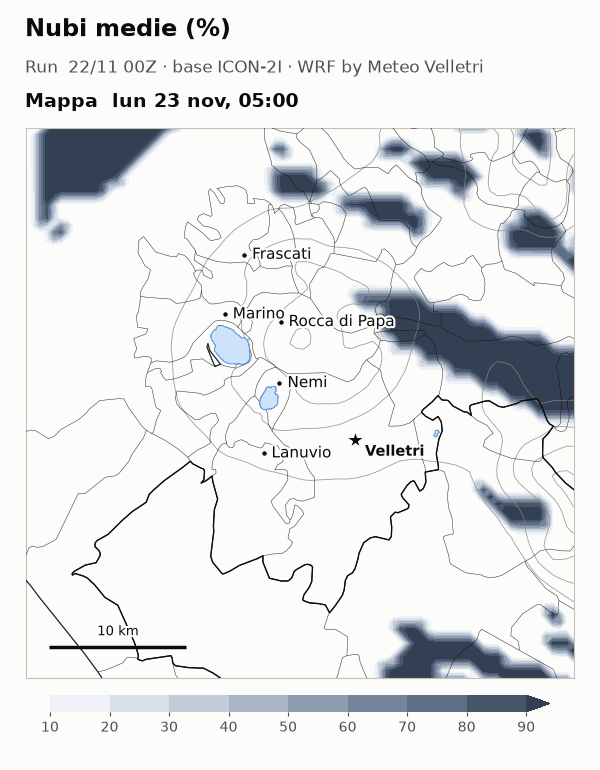 Nubi medie (%)
Run  22/11 00Z · base ICON-2I · WRF by Meteo Velletri
Mappa  lun 23 nov, 05:00
Frascati
Marino
Rocca di Papa
Nemi
Velletri
Lanuvio
10 km
10 20 30 40 50 60 70 80 90